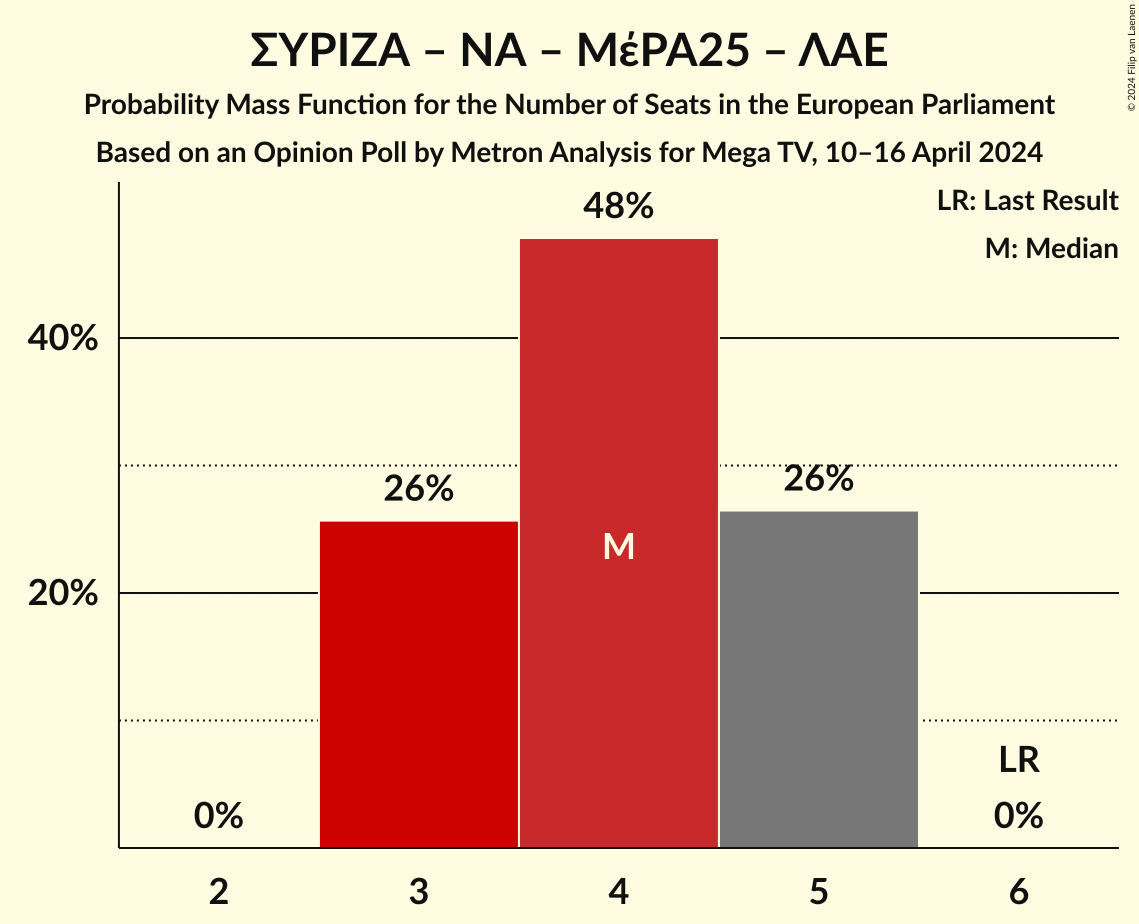 ΣΥΡΙΖΑ – ΝΑ – ΜέΡΑ25 – ΛΑΕ
Probability Mass Function for the Number of Seats in the European Parliament
Based on an Opinion Poll by Metron Analysis for Mega TV, 10–16 April 2024
© 2024 Filip van Laenen
LR: Last Result
M: Median
48%
40%
26%
26%
M
20%
LR
0%
0%
2 3 4 5 6